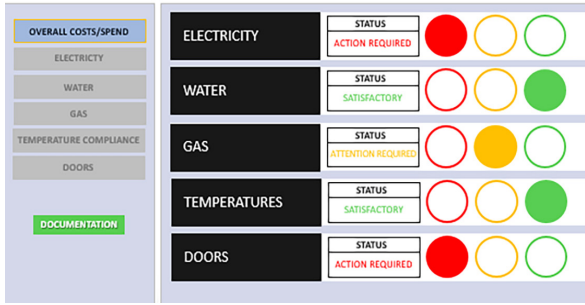 OVERALL COSTS/SPEND
ELECTRICTY
WATER
GAS
TEMPERATURE COMPLIANCE
DOORS
DOCUMENTATION
ELECTRICITY
STATUS
ACTION REQUIRED
WATER
STATUS
SATISFACTORY
GAS
STATUS
ATTENTION REQUIRED
TEMPERATURES
STATUS
SATISFACTORY
DOORS
STATUS
ACTION REQUIRED